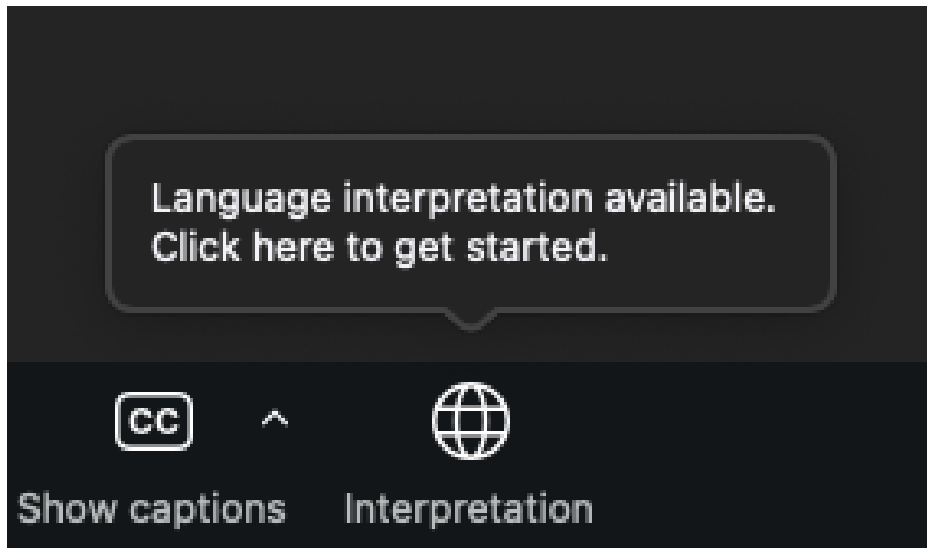 Language interpretation available.
Click here to get started.
CC
Show captions
Interpretation